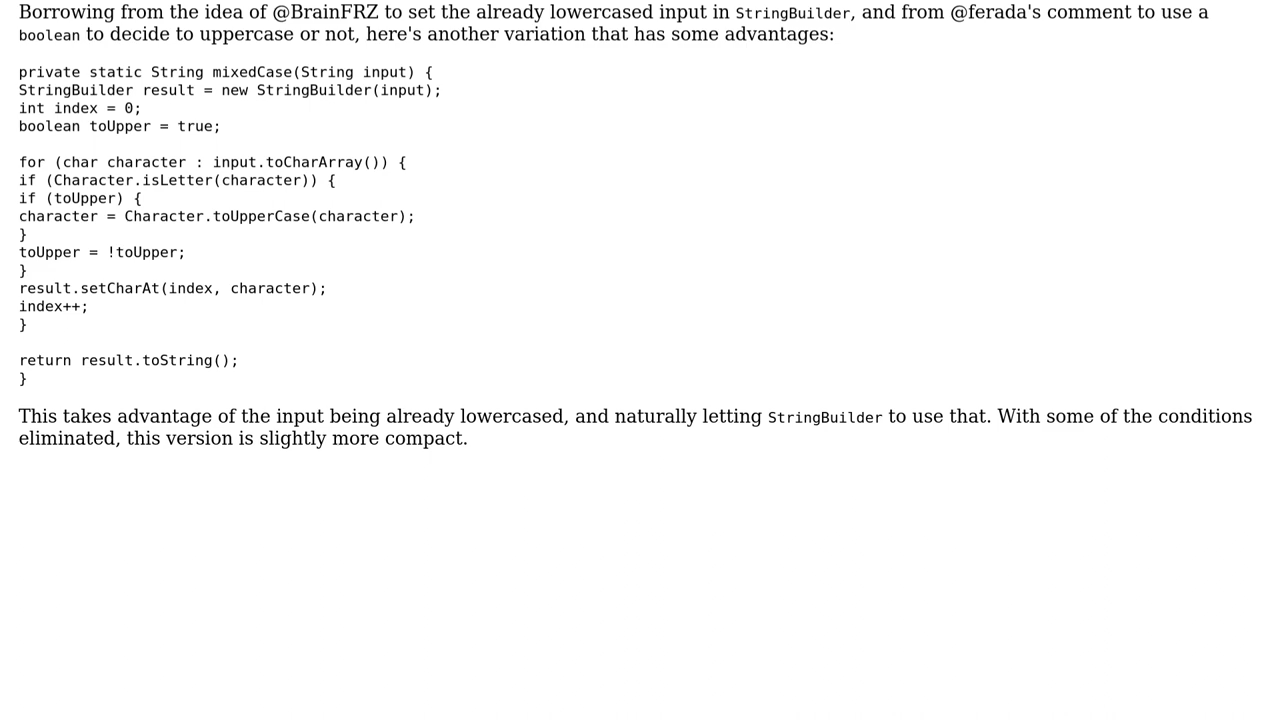 Borrowing from the idea of @BrainFRZ to set the already lowercased input in StringBuilder, and from @ferada's comment to use a
boolean to decide to uppercase or not, here's another variation that has some advantages:
private static String mixedCase(String input) {
StringBuilder result = new StringBuilder(input);
int index = 0;
boolean toUpper = true;
for (char character : input.toCharArray()) {
if (Character.isLetter(character)) {
if (toUpper) {
character = Character.toUpperCase(character);
}
toUpper = !toUpper;
}
result.setCharAt(index, character);
index++;
}
return result.toString();
}
This takes advantage of the input being already lowercased, and naturally letting StringBuilder to use that. With some of the conditions
eliminated, this version is slightly more compact.